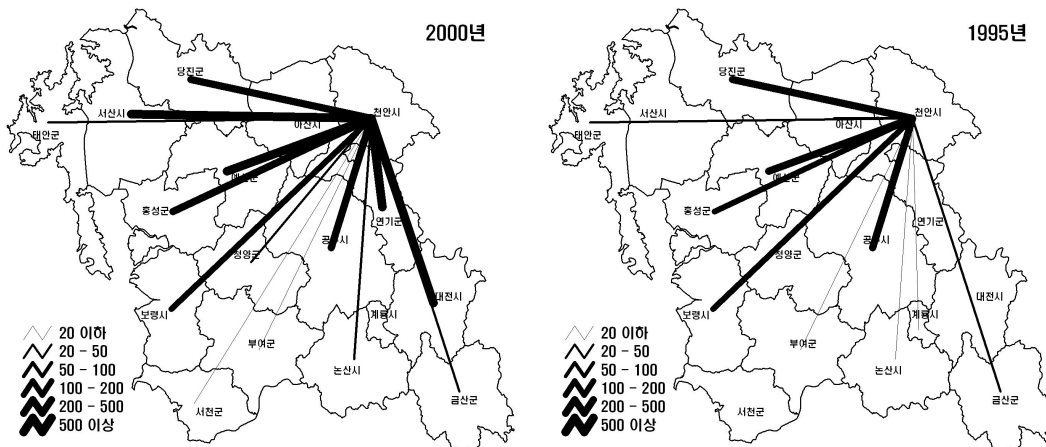 2000년
당진군
서산시
천안시
아산시
태안군
예산군
홍성군
연기군
공주시
청양군
대전시
보령시
계룡시
부여군
논산시
금산군
서천군
20 이하
20 - 50
50 - 100
100 - 200
200 - 500
500 이상
1995년
당진군
서산시
천안시
아산시
태안군
예산군
홍성군
연기군
공주시
청양군
대전시
보령시
계룡시
부여군
논산시
금산군
서천군
20 이하
20 - 50
50 - 100
100 - 200
200 - 500
500 이상